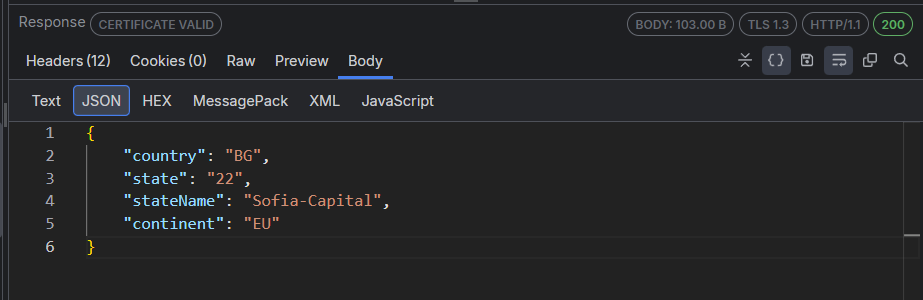 Response CERTIFICATE VALID BODY: 103.00 B TLS 1.3 HTTP/1.1 200
Headers (12) Cookies (0) Raw Preview Body
Text JSON HEX MessagePack XML JavaScript
1 {
2 "country": "BG",
3 "state": "22",
4 "stateName": "Sofia-Capital",
5 "continent": "EU"
6 }